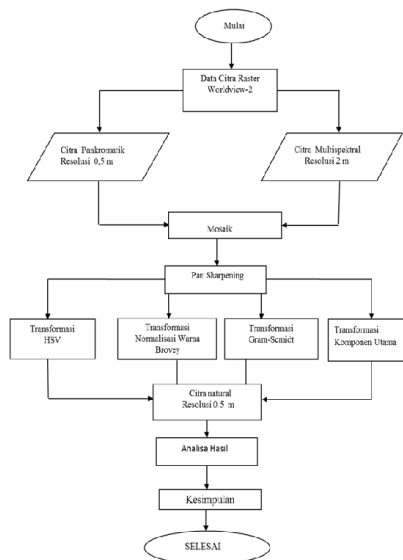 Mulai
Data Citra Raster
Worldview-2
Citra Pankromatik
Resolusi 0,5 m
Citra Multispektral
Resolusi 2 m
Mosaik
Pan Sharpening
Transformasi
HSV
Transformasi
Normalisasi Warna
Brovey
Transformasi
Gram-Scmidt
Transformasi
Komponen Utama
Citra natural
Resolusi 0.5 m
Analisa Hasil
Kesimpulan
SELESAI